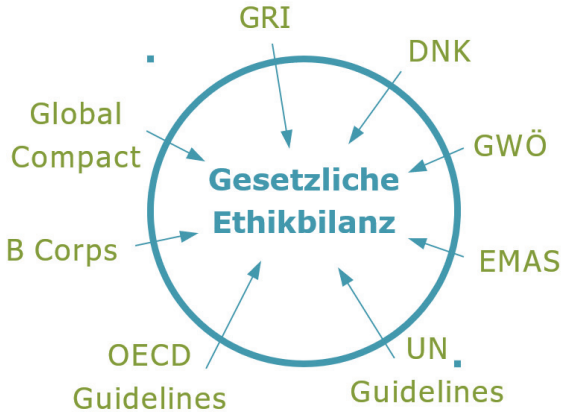 GRI
DNK
Global
Compact
GWÖ
Gesetzliche
Ethikbilanz
B Corps
EMAS
OECD
Guidelines
UN
Guidelines